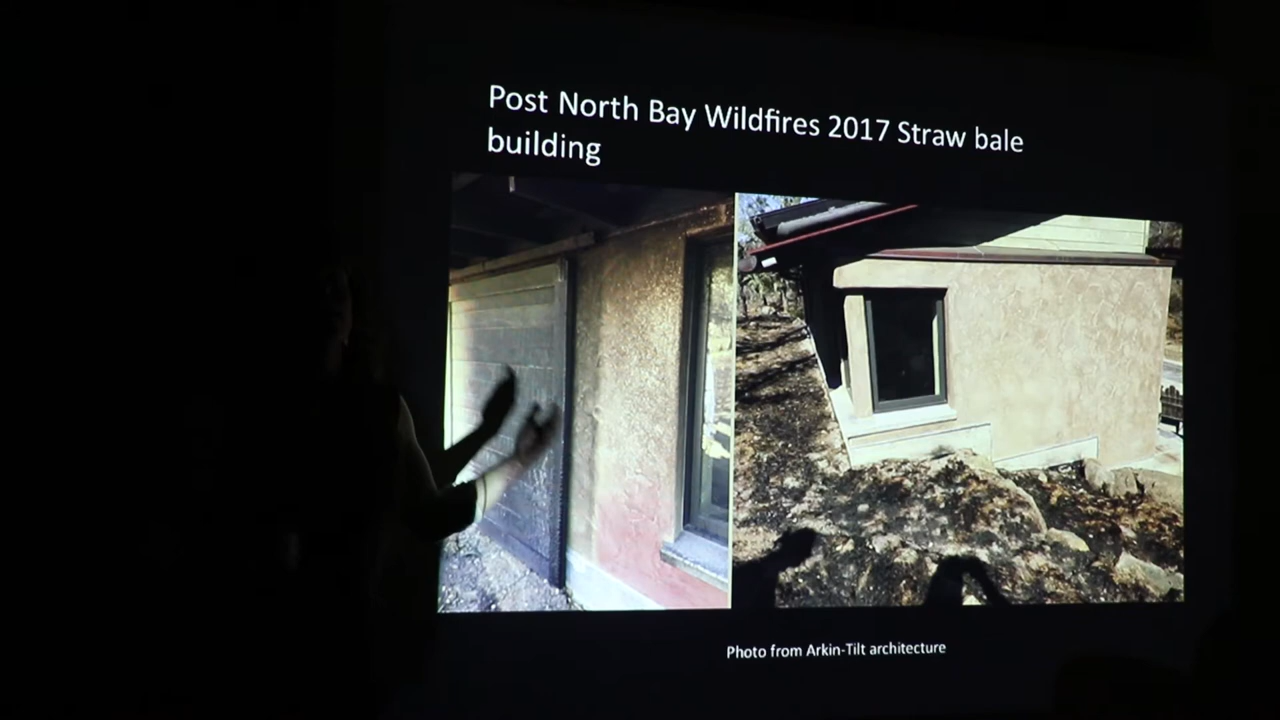 Post North Bay Wildfires 2017 Straw bale
building
Photo from Arkin-Tilt architecture